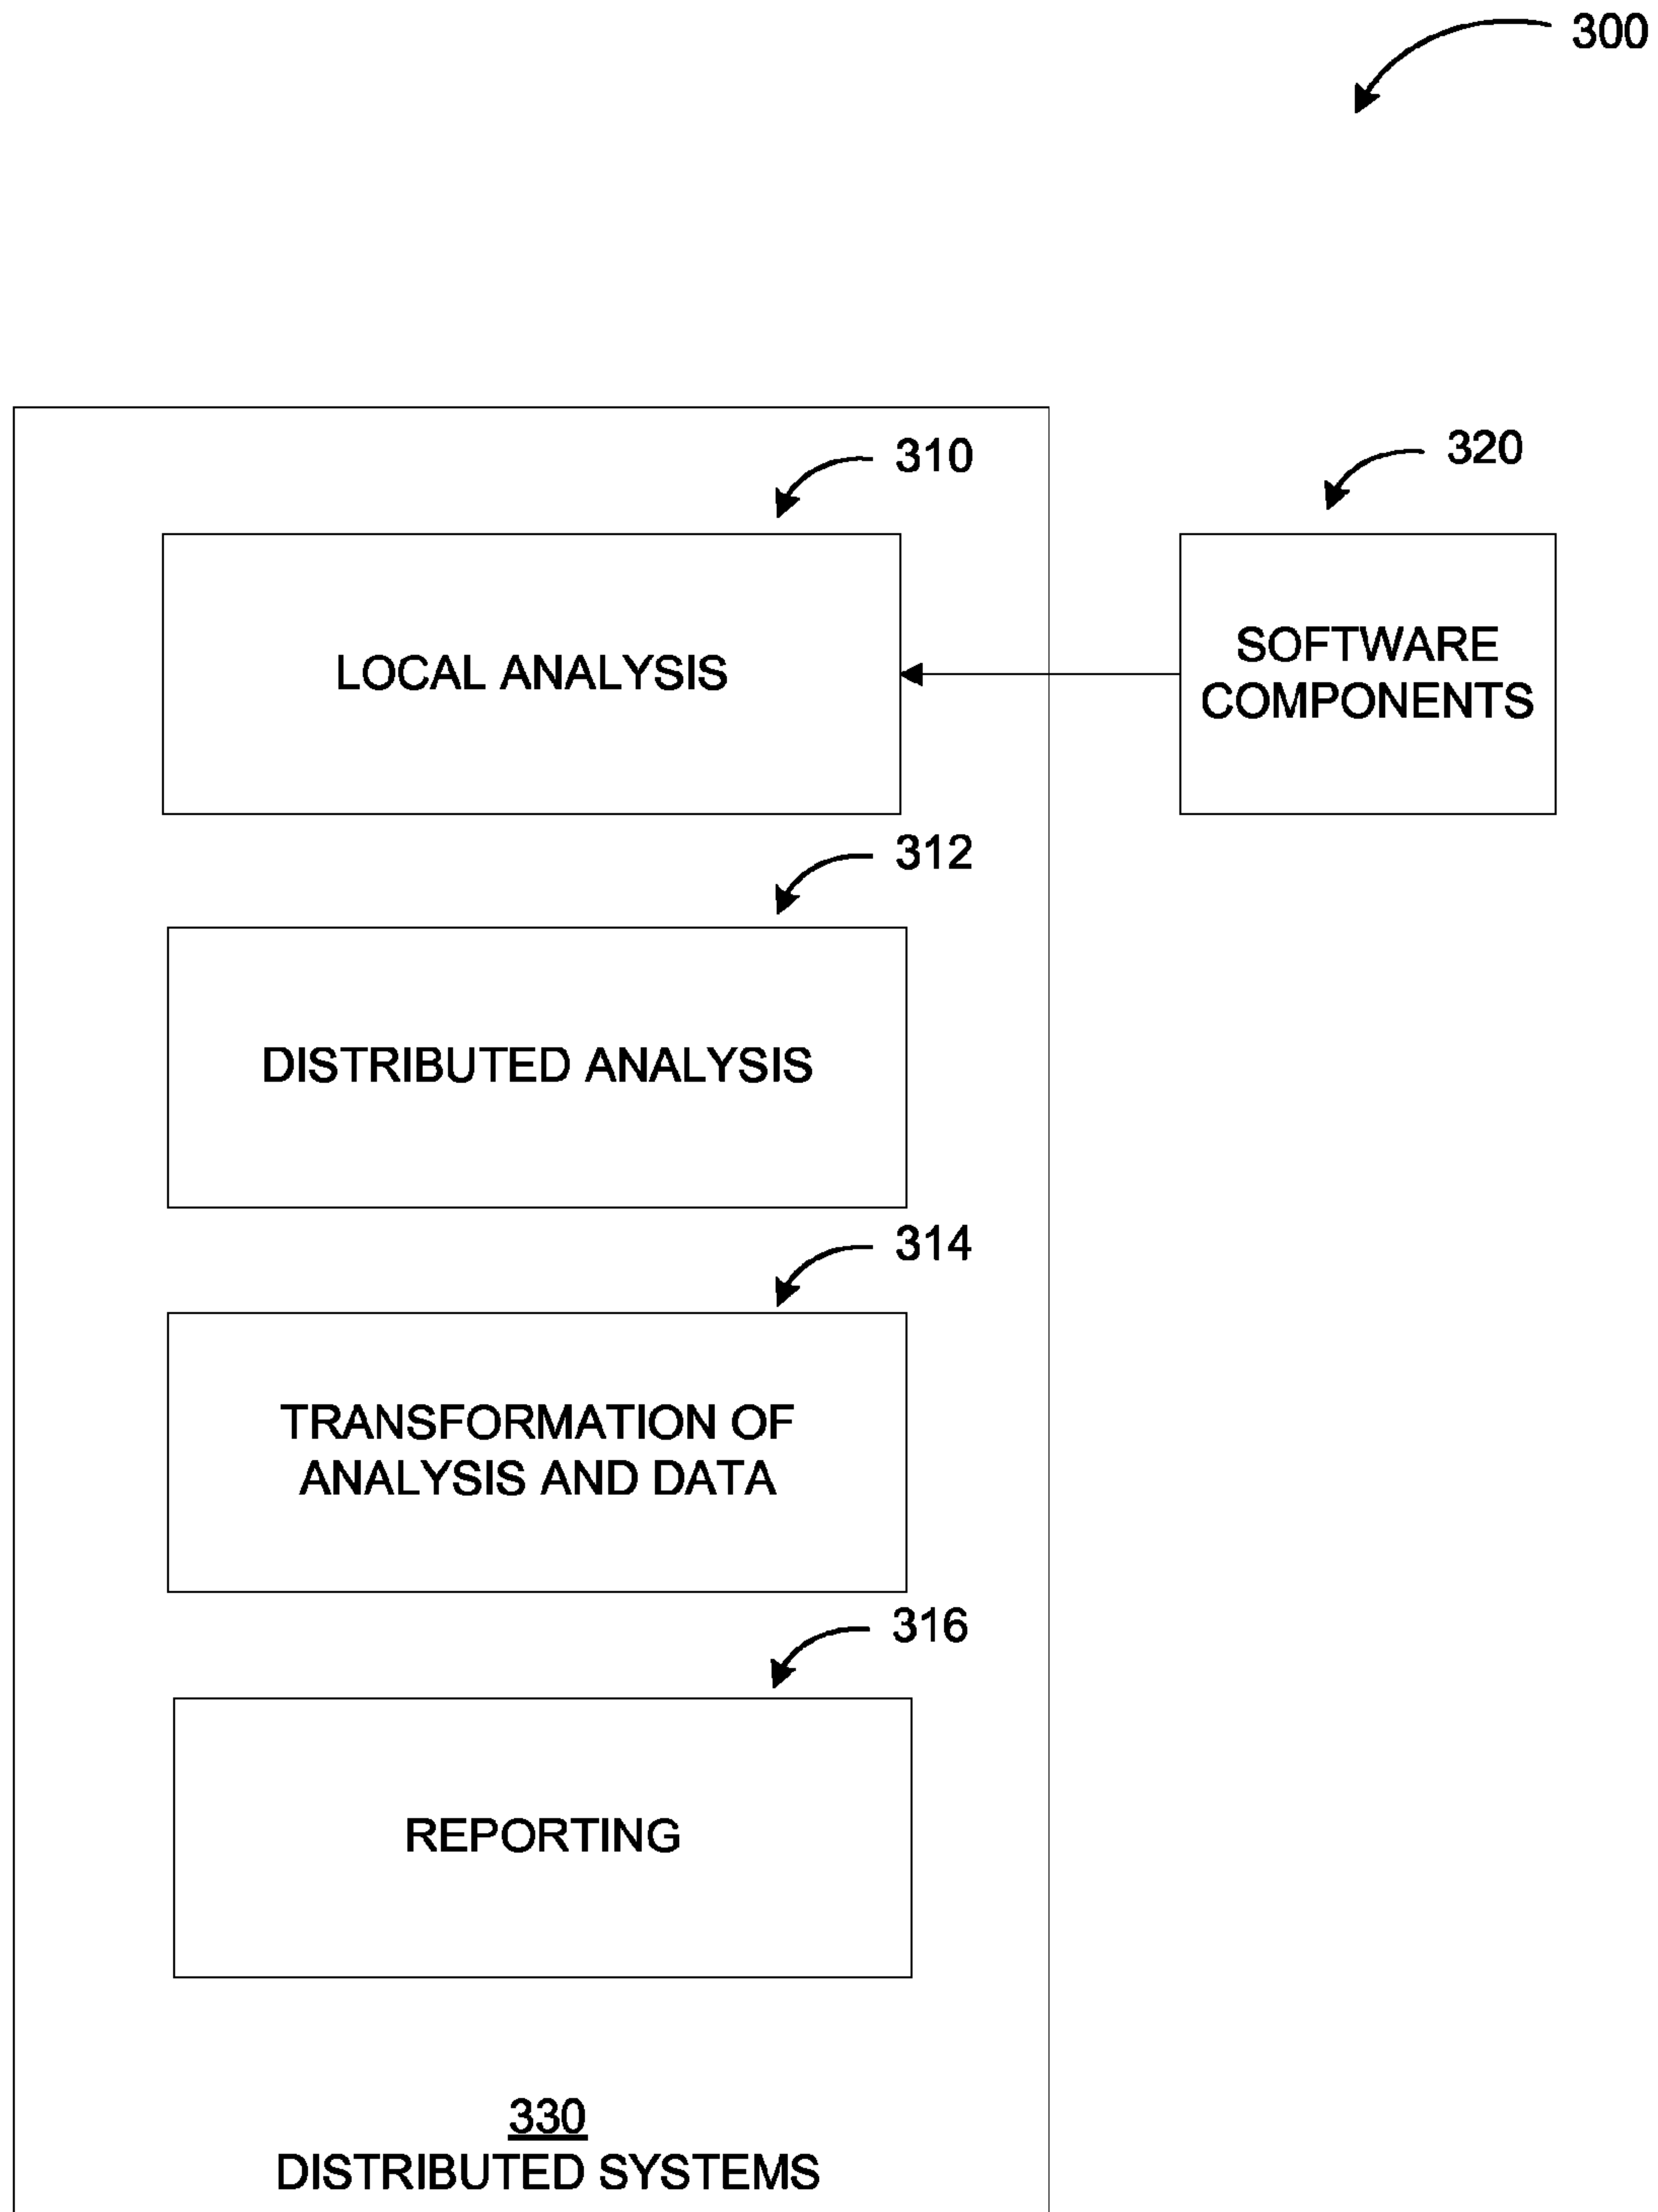 300
310
320
LOCAL ANALYSIS
SOFTWARE
COMPONENTS
312
DISTRIBUTED ANALYSIS
314
TRANSFORMATION OF
ANALYSIS AND DATA
316
REPORTING
330
DISTRIBUTED SYSTEMS